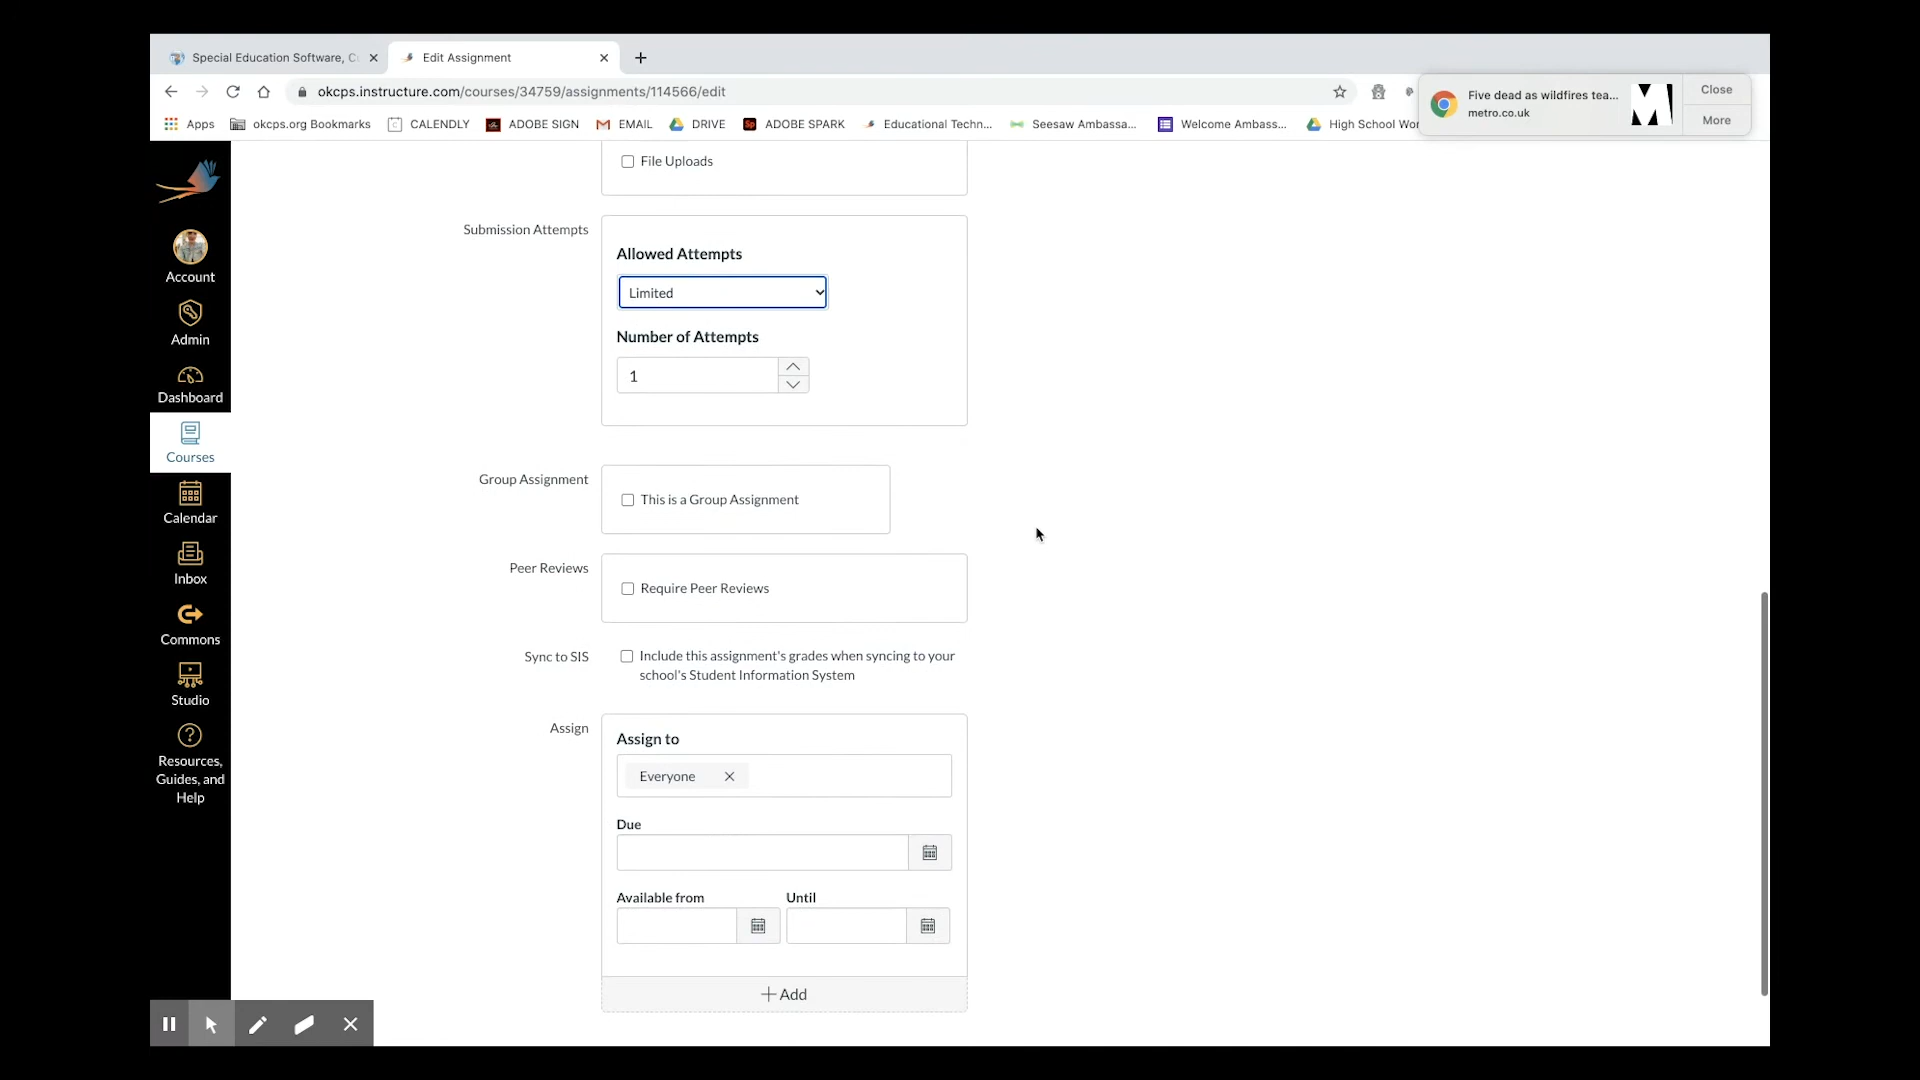 Special Education Software, C
Edit Assignment
okcps.instructure.com/courses/34759/assignments/114566/edit
Five dead as wildfires tea...
metro.co.uk
Close
More
Apps
okcps.org Bookmarks
CALENDLY
ADOBE SIGN
EMAIL
DRIVE
ADOBE SPARK
Educational Techn...
Seesaw Ambassa...
Welcome Ambass...
High School Wor
Account
Admin
Dashboard
Courses
Calendar
Inbox
Commons
Studio
Resources,
Guides, and
Help
File Uploads
Submission Attempts
Allowed Attempts
Limited
Number of Attempts
1
Group Assignment
This is a Group Assignment
Peer Reviews
Require Peer Reviews
Sync to SIS
Include this assignment's grades when syncing to your
school's Student Information System
Assign
Assign to
Everyone
Due
Available from
Until
Add